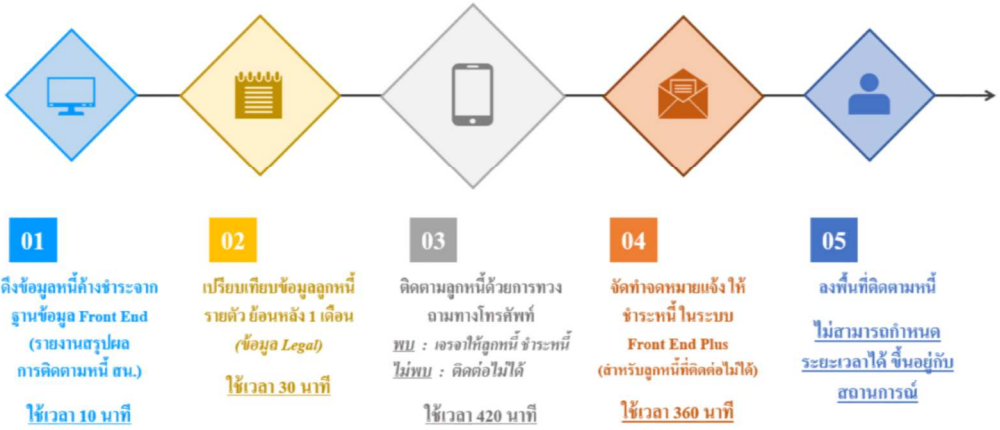 01
ดึงข้อมูลหนี้ค้างชำระจาก
ฐานข้อมูล Front End
(รายงานสรุปผล
การติดตามหนี้ สน.)
ใช้เวลา 10 นาที
02
เปรียบเทียบข้อมูลลูกหนี้
รายตัว ย้อนหลัง 1 เดือน
(ข้อมูล Legal)
ใช้เวลา 30 นาที
03
ติดตามลูกหนี้ด้วยการทวง
ถามทางโทรศัพท์
พบ : เจรจาให้ลูกหนี้ ชำระหนี้
ไม่พบ : ติดต่อไม่ได้
ใช้เวลา 420 นาที
04
จัดทำจดหมายแจ้ง ให้
ชำระหนี้ ในระบบ
Front End Plus
(สำหรับลูกหนี้ที่ติดต่อไม่ได้)
ใช้เวลา 360 นาที
05
ลงพื้นที่ติดตามหนี้
ไม่สามารถกำหนด
ระยะเวลาได้ ขึ้นอยู่กับ
สถานการณ์